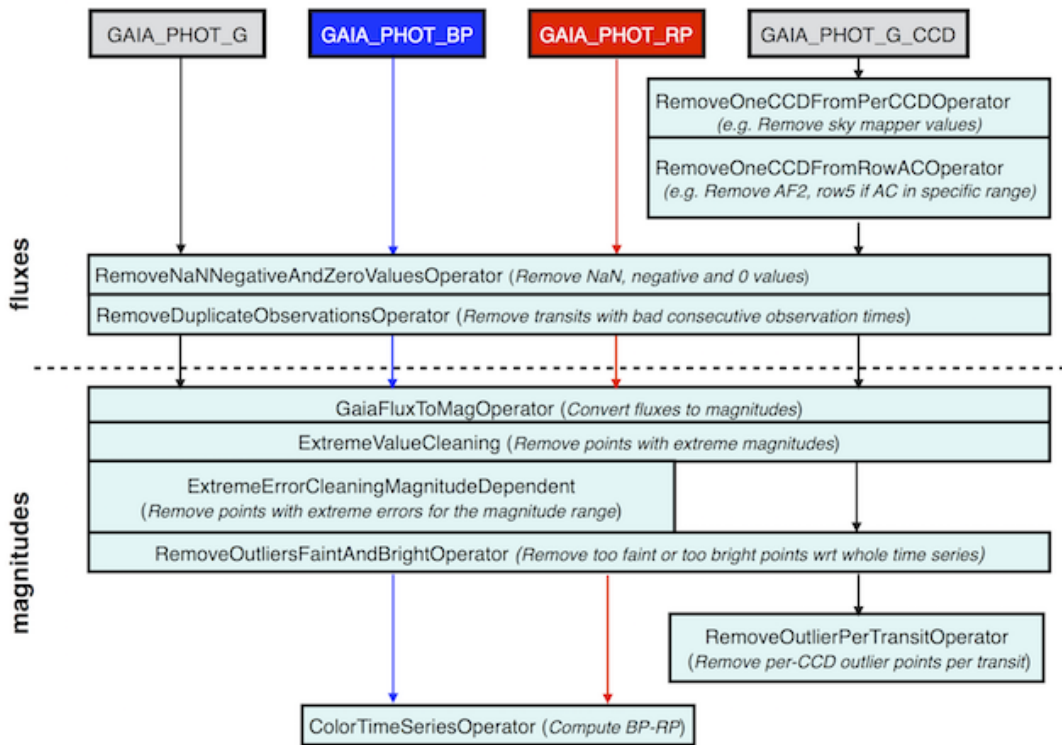 GAIA_PHOT_G
GAIA_PHOT_BP
GAIA_PHOT_RP
GAIA_PHOT_G_CCD
RemoveOneCCDFromPerCCDOperator
(e.g. Remove sky mapper values)
RemoveOneCCDFromRowACOperator
(e.g. Remove AF2, row5 if AC in specific range)
fluxes
RemoveNaNNegativeAndZeroValuesOperator (Remove NaN, negative and 0 values)
RemoveDuplicateObservationsOperator (Remove transits with bad consecutive observation times)
magnitudes
GaiaFluxToMagOperator (Convert fluxes to magnitudes)
ExtremeValueCleaning (Remove points with extreme magnitudes)
ExtremeErrorCleaningMagnitudeDependent
(Remove points with extreme errors for the magnitude range)
RemoveOutliersFaintAndBrightOperator (Remove too faint or too bright points wrt whole time series)
RemoveOutlierPerTransitOperator
(Remove per-CCD outlier points per transit)
ColorTimeSeriesOperator (Compute BP-RP)